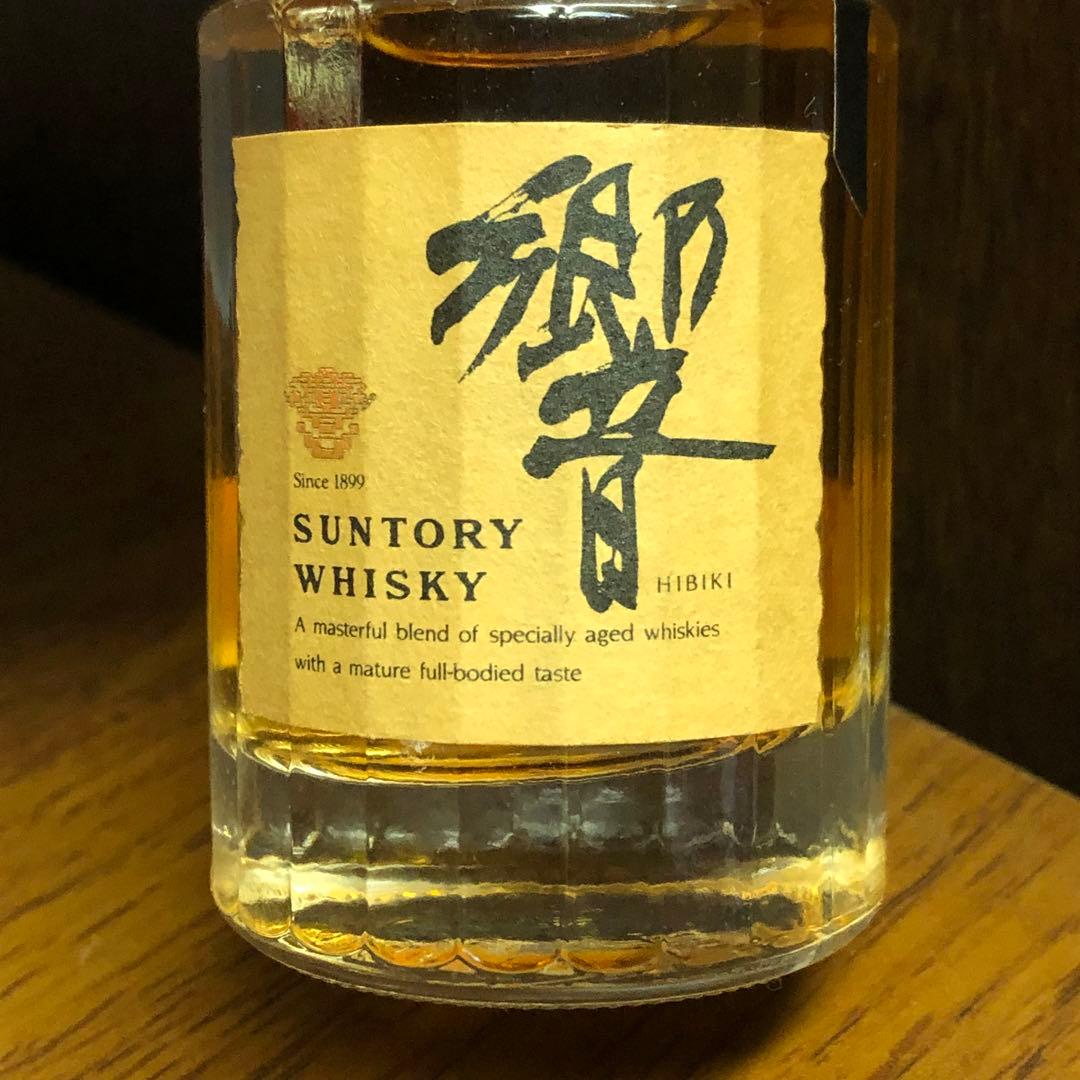 響
Since 1899
SUNTORY
WHISKY
HIBIKI
A masterful blend of specially aged whiskies
with a mature full-bodied taste